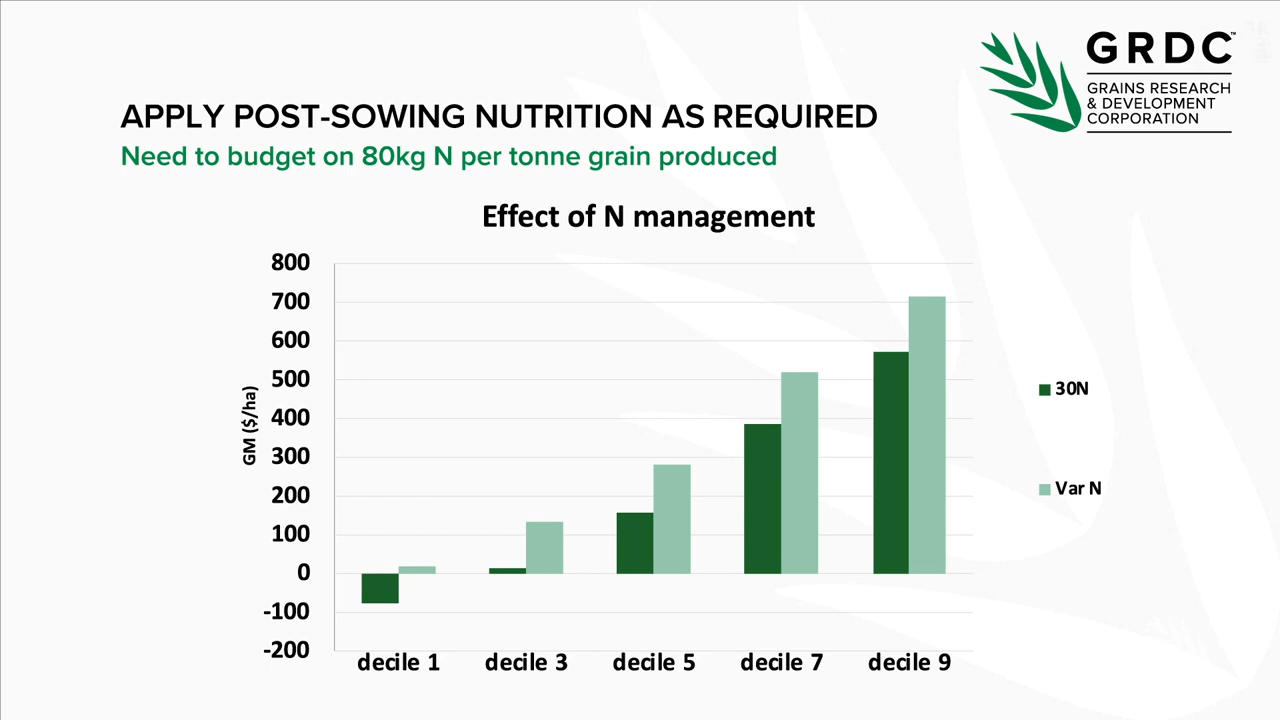 GRDC™
GRAINS RESEARCH
& DEVELOPMENT
CORPORATION
APPLY POST-SOWING NUTRITION AS REQUIRED
Need to budget on 80kg N per tonne grain produced
Effect of N management
800
700
600
500
400
300
200
100
0
-100
-200
GM ($/ha)
decile 1 decile 3 decile 5 decile 7 decile 9
30N
Var N